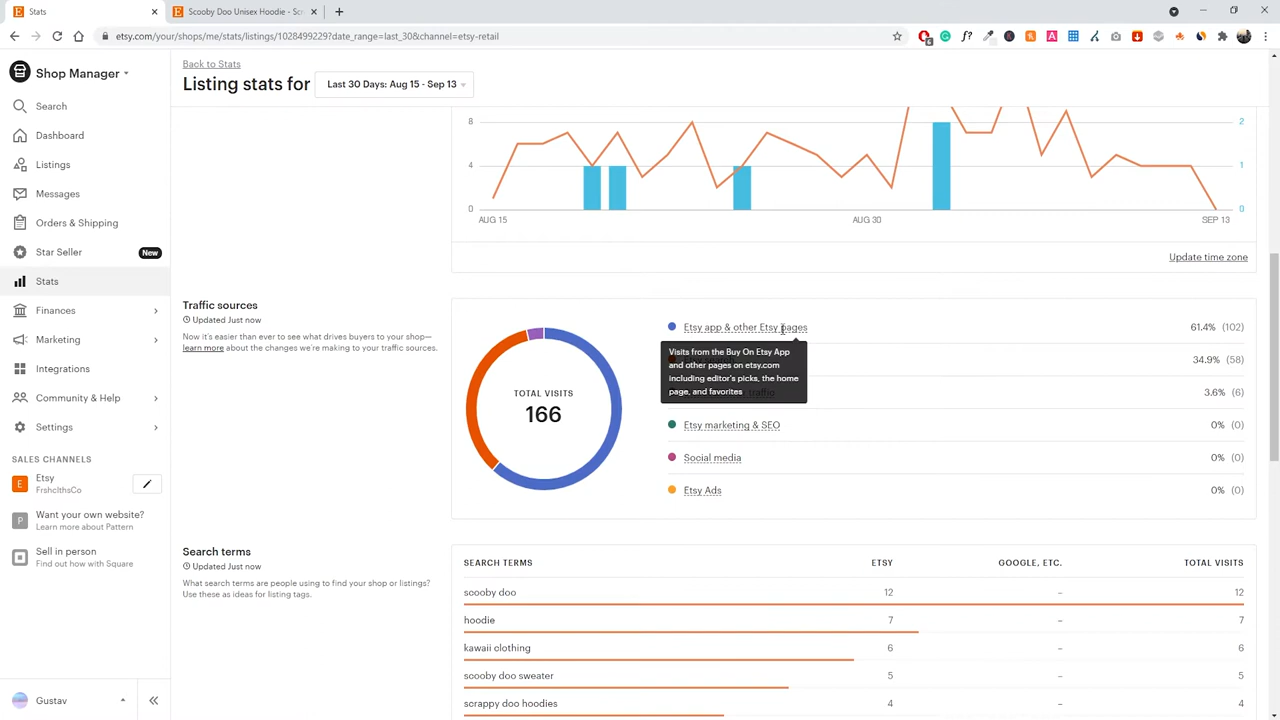 Stats
Scooby Doo Unisex Hoodie - Scr
etsy.com/your/shops/me/stats/listings/1028499229?date_range=last_30&channel=etsy-retail
6
Shop Manager
Search
Dashboard
Listings
Messages
Orders & Shipping
Star Seller
New
Stats
Finances
Marketing
Integrations
Community & Help
Settings
SALES CHANNELS
Etsy
FrshclthsCo
P
Want your own website?
Learn more about Pattern
Sell in person
Find out how with Square
Gustav
Back to Stats
Listing stats for
Last 30 Days: Aug 15 - Sep 13
8
2
4
1
0
0
AUG 15
AUG 30
SEP 13
Update time zone
Traffic sources
Updated Just now
Now it's easier than ever to see what drives buyers to your shop—
learn more about the changes we're making to your traffic sources.
TOTAL VISITS
166
Etsy app & other Etsy pages
61.4% (102)
Visits from the Buy On Etsy App
and other pages on etsy.com
including editor's picks, the home
page, and favorites
34.9% (58)
traffic
3.6% (6)
Etsy marketing & SEO
0% (0)
Social media
0% (0)
Etsy Ads
0% (0)
Search terms
Updated Just now
What search terms are people using to find your shop or listings?
Use these as ideas for listing tags.
SEARCH TERMS ETSY GOOGLE, ETC. TOTAL VISITS
scooby doo 12 – 12
hoodie 7 – 7
kawaii clothing 6 – 6
scooby doo sweater 5 – 5
scrappy doo hoodies 4 – 4